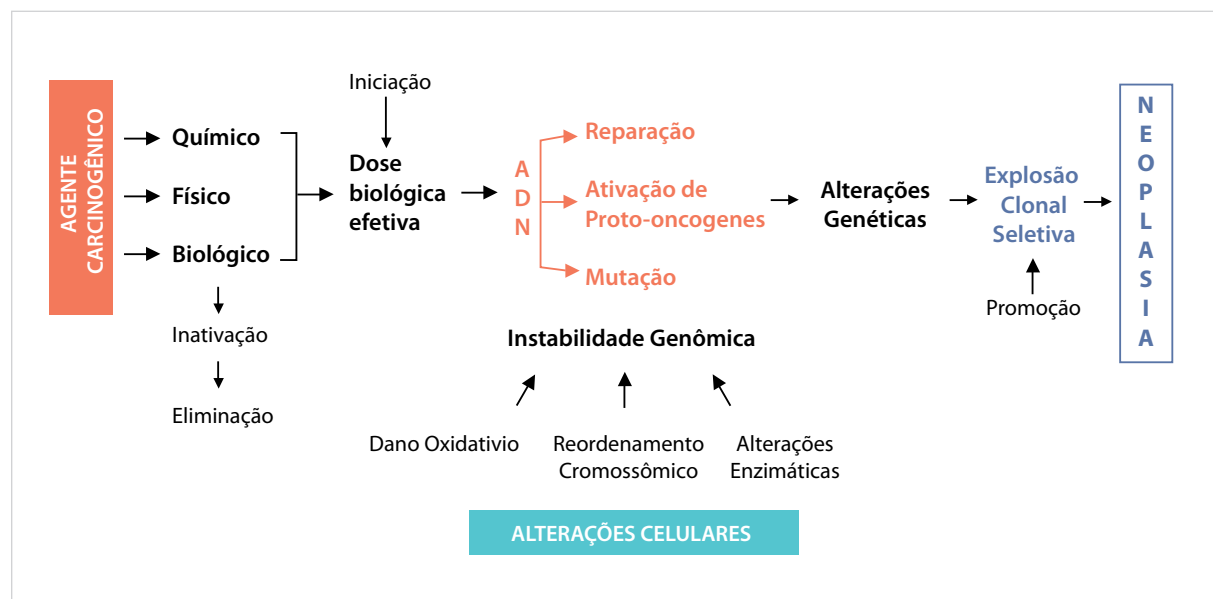 AGENTE
CARCINOGÊNICO
Químico
Físico
Biológico
Inativação
Eliminação
Iniciação
Dose
biológica
efetiva
A
D
N
Reparação
Ativação de
Proto-oncogenes
Mutação
Instabilidade Genômica
Dano Oxidativio
Reordenamento
Cromossômico
Alterações
Enzimáticas
ALTERAÇÕES CELULARES
Alterações
Genéticas
Explosão
Clonal
Seletiva
Promoção
N
E
O
P
L
A
S
I
A